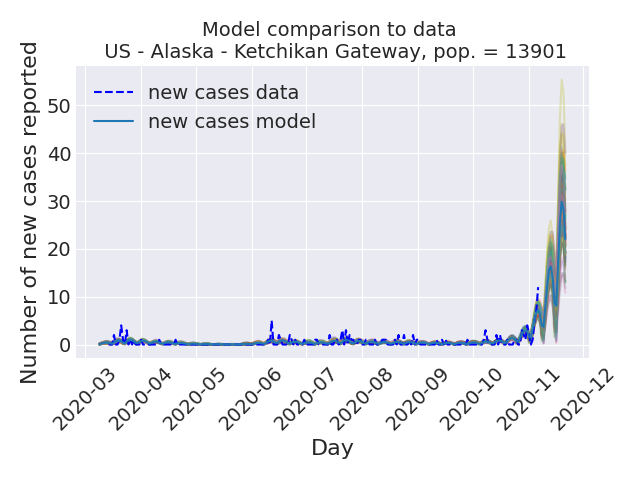 Model comparison to data
US - Alaska - Ketchikan Gateway, pop. = 13901
Number of new cases reported
50
40
30
20
10
0
new cases data
new cases model
2020-03
2020-04
2020-05
2020-06
2020-07
2020-08
2020-09
2020-10
2020-11
2020-12
Day